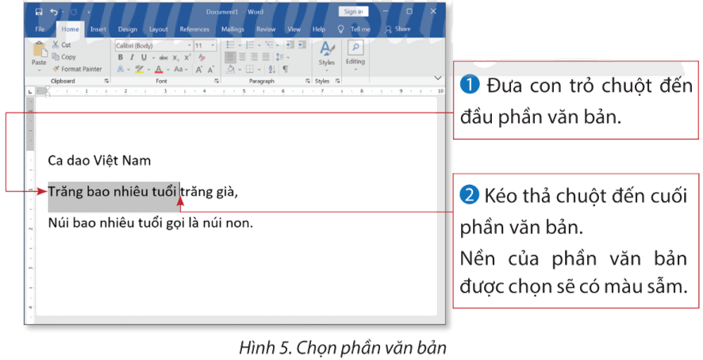 Document1 - Word
Sign in
File Home Insert Design Layout References Mailings Review View Help Tell me Share
Cut
Copy
Format Painter
Paste
Calibri (Body) 11
Styles
Editing
Clipboard Font Paragraph Styles
Ca dao Việt Nam
Trăng bao nhiêu tuổi trăng già,
Núi bao nhiêu tuổi gọi là núi non.
1 Đưa con trỏ chuột đến
đầu phần văn bản.
2 Kéo thả chuột đến cuối
phần văn bản.
Nền của phần văn bản
được chọn sẽ có màu sẫm.
Hình 5. Chọn phần văn bản